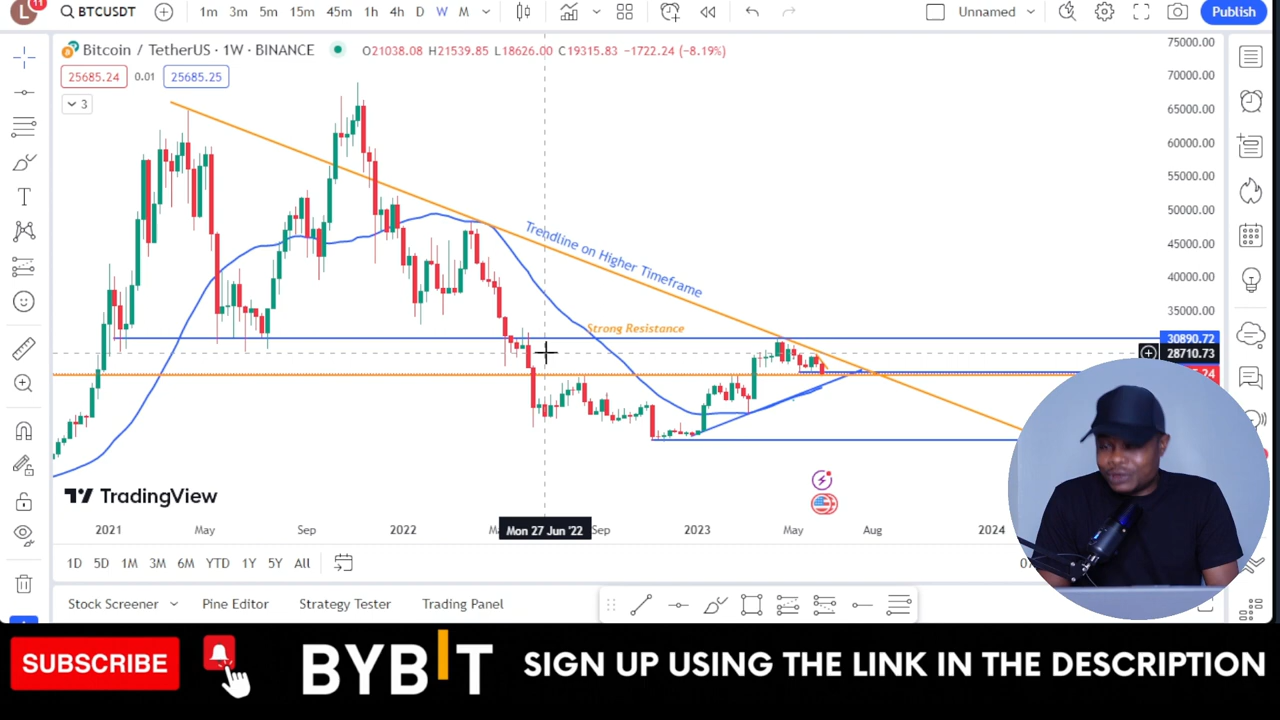 L 11 BTCUSDT 1m 3m 5m 15m 45m 1h 4h D W M Unnamed Publish
Bitcoin / TetherUS · 1W · BINANCE O21038.08 H21539.85 L18626.00 C19315.83 −1722.24 (−8.19%)
25685.24 0.01 25685.25
3
75000.00
70000.00
65000.00
60000.00
55000.00
50000.00
45000.00
40000.00
35000.00
Trendline on Higher Timeframe
Strong Resistance
30890.72
28710.73
TradingView
2021 May Sep 2022 Mon 27 Jun '22 Sep 2023 May Aug 2024
1D 5D 1M 3M 6M YTD 1Y 5Y All
Stock Screener Pine Editor Strategy Tester Trading Panel
SUBSCRIBE BYBIT SIGN UP USING THE LINK IN THE DESCRIPTION